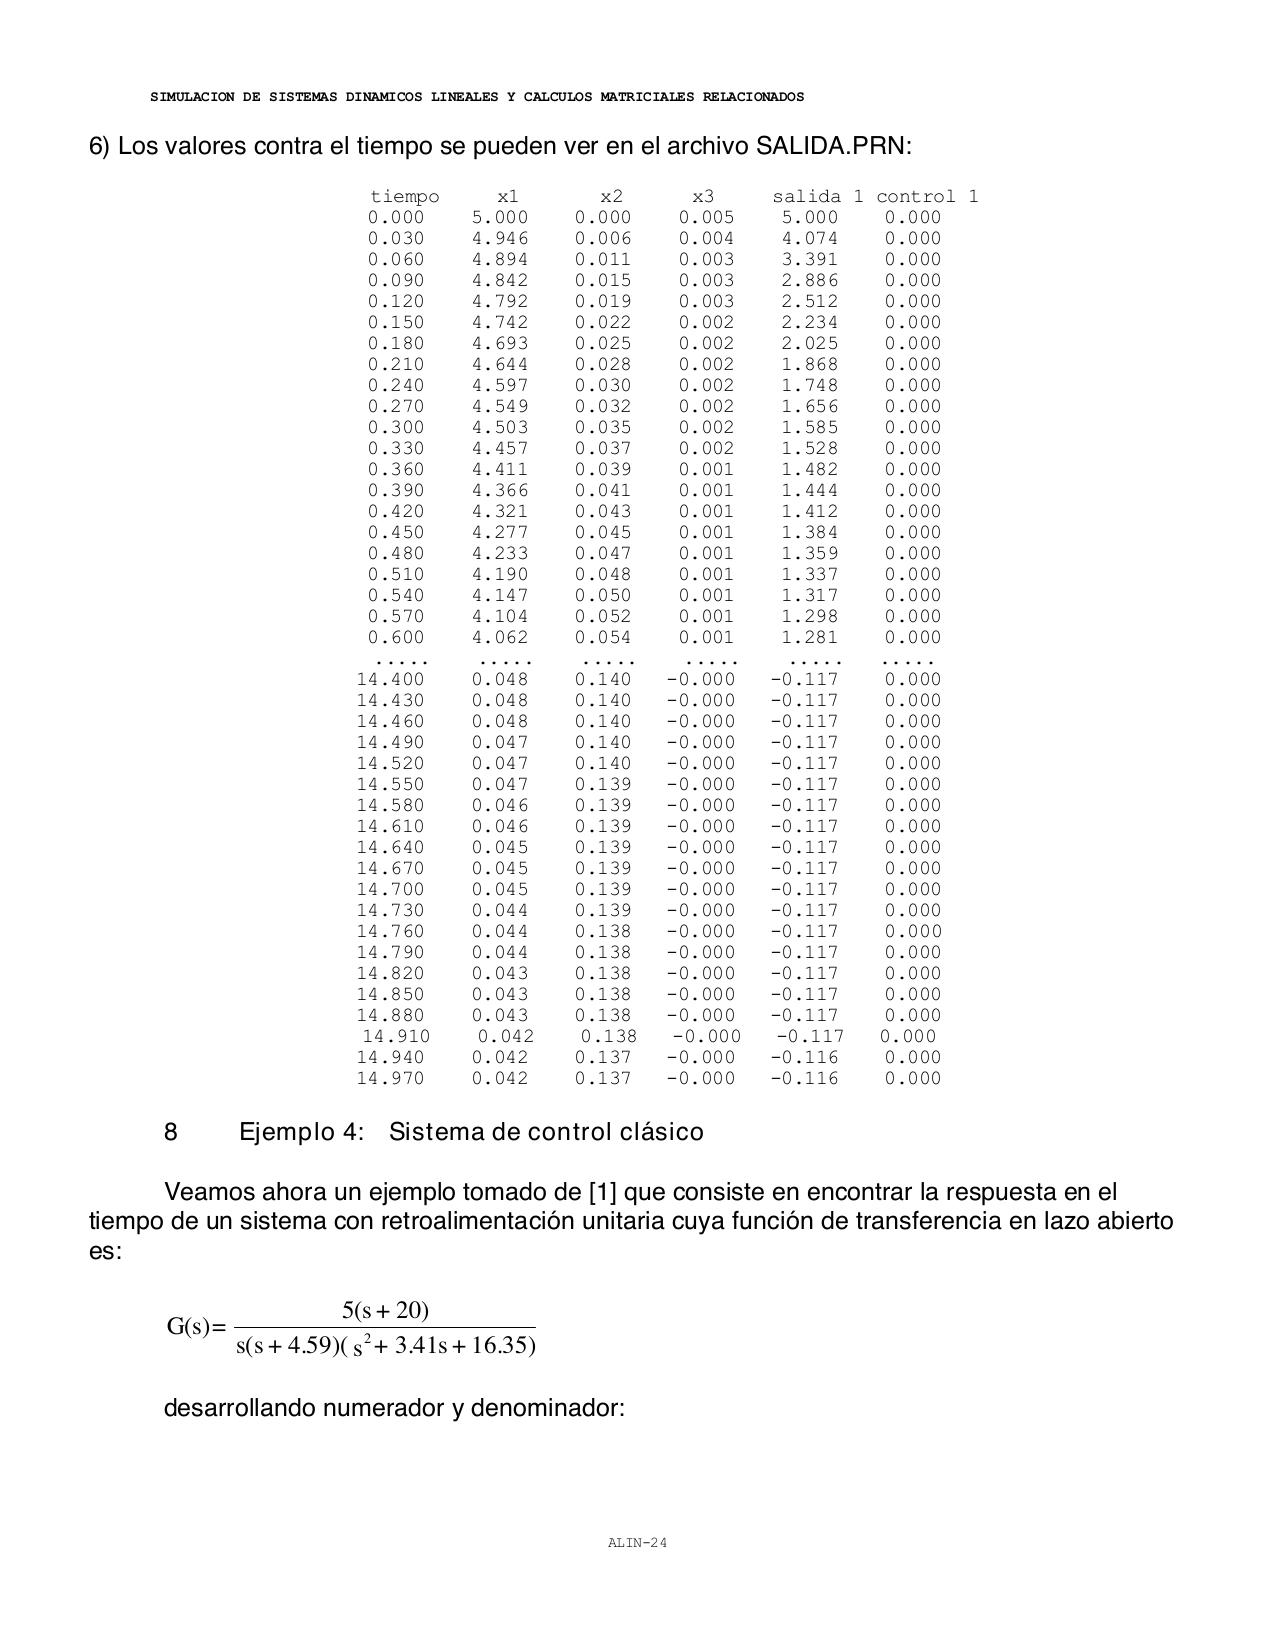 SIMULACION DE SISTEMAS DINAMICOS LINEALES Y CALCULOS MATRICIALES RELACIONADOS
6) Los valores contra el tiempo se pueden ver en el archivo SALIDA.PRN:
tiempo x1 x2 x3 salida 1 control 1
0.000 5.000 0.000 0.005 5.000 0.000
0.030 4.946 0.006 0.004 4.074 0.000
0.060 4.894 0.011 0.003 3.391 0.000
0.090 4.842 0.015 0.003 2.886 0.000
0.120 4.792 0.019 0.003 2.512 0.000
0.150 4.742 0.022 0.002 2.234 0.000
0.180 4.693 0.025 0.002 2.025 0.000
0.210 4.644 0.028 0.002 1.868 0.000
0.240 4.597 0.030 0.002 1.748 0.000
0.270 4.549 0.032 0.002 1.656 0.000
0.300 4.503 0.035 0.002 1.585 0.000
0.330 4.457 0.037 0.002 1.528 0.000
0.360 4.411 0.039 0.001 1.482 0.000
0.390 4.366 0.041 0.001 1.444 0.000
0.420 4.321 0.043 0.001 1.412 0.000
0.450 4.277 0.045 0.001 1.384 0.000
0.480 4.233 0.047 0.001 1.359 0.000
0.510 4.190 0.048 0.001 1.337 0.000
0.540 4.147 0.050 0.001 1.317 0.000
0.570 4.104 0.052 0.001 1.298 0.000
0.600 4.062 0.054 0.001 1.281 0.000
..... ..... ..... ..... ..... .....
14.400 0.048 0.140 -0.000 -0.117 0.000
14.430 0.048 0.140 -0.000 -0.117 0.000
14.460 0.048 0.140 -0.000 -0.117 0.000
14.490 0.047 0.140 -0.000 -0.117 0.000
14.520 0.047 0.140 -0.000 -0.117 0.000
14.550 0.047 0.139 -0.000 -0.117 0.000
14.580 0.046 0.139 -0.000 -0.117 0.000
14.610 0.046 0.139 -0.000 -0.117 0.000
14.640 0.045 0.139 -0.000 -0.117 0.000
14.670 0.045 0.139 -0.000 -0.117 0.000
14.700 0.045 0.139 -0.000 -0.117 0.000
14.730 0.044 0.139 -0.000 -0.117 0.000
14.760 0.044 0.138 -0.000 -0.117 0.000
14.790 0.044 0.138 -0.000 -0.117 0.000
14.820 0.043 0.138 -0.000 -0.117 0.000
14.850 0.043 0.138 -0.000 -0.117 0.000
14.880 0.043 0.138 -0.000 -0.117 0.000
14.910 0.042 0.138 -0.000 -0.117 0.000
14.940 0.042 0.137 -0.000 -0.116 0.000
14.970 0.042 0.137 -0.000 -0.116 0.000
8 Ejemplo 4: Sistema de control clásico
Veamos ahora un ejemplo tomado de [1] que consiste en encontrar la respuesta en el
tiempo de un sistema con retroalimentación unitaria cuya función de transferencia en lazo abierto
es:
5(s + 20)
G(s)=
s(s + 4.59)( s² + 3.41s + 16.35)
desarrollando numerador y denominador:
ALIN-24